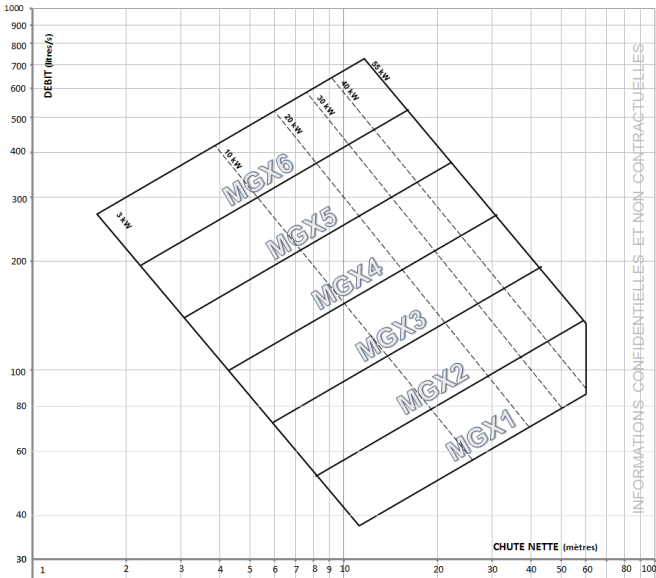 1000
900
800
700
600
500
400
300
200
100
80
60
40
30
DEBIT (litres/s)
55 kW
40 kW
30 kW
20 kW
10 kW
3 kW
MGX6
MGX5
MGX4
MGX3
MGX2
MGX1
INFORMATIONS CONFIDENTIELLES ET NON CONTRACTUELLES
CHUTE NETTE (mètres)
1 2 3 4 5 6 7 8 9 10 20 30 40 50 60 80 100